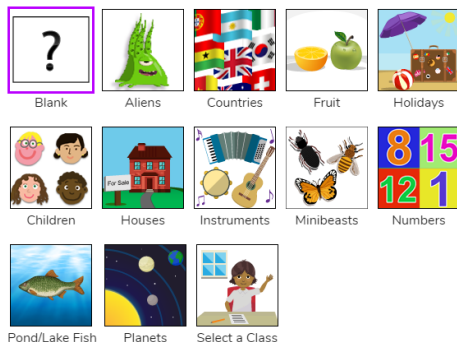 ?
Blank
Aliens
Countries
Fruit
Holidays
For Sale
8 15
12 1
Children
Houses
Instruments
Minibeasts
Numbers
Pond/Lake Fish
Planets
Select a Class